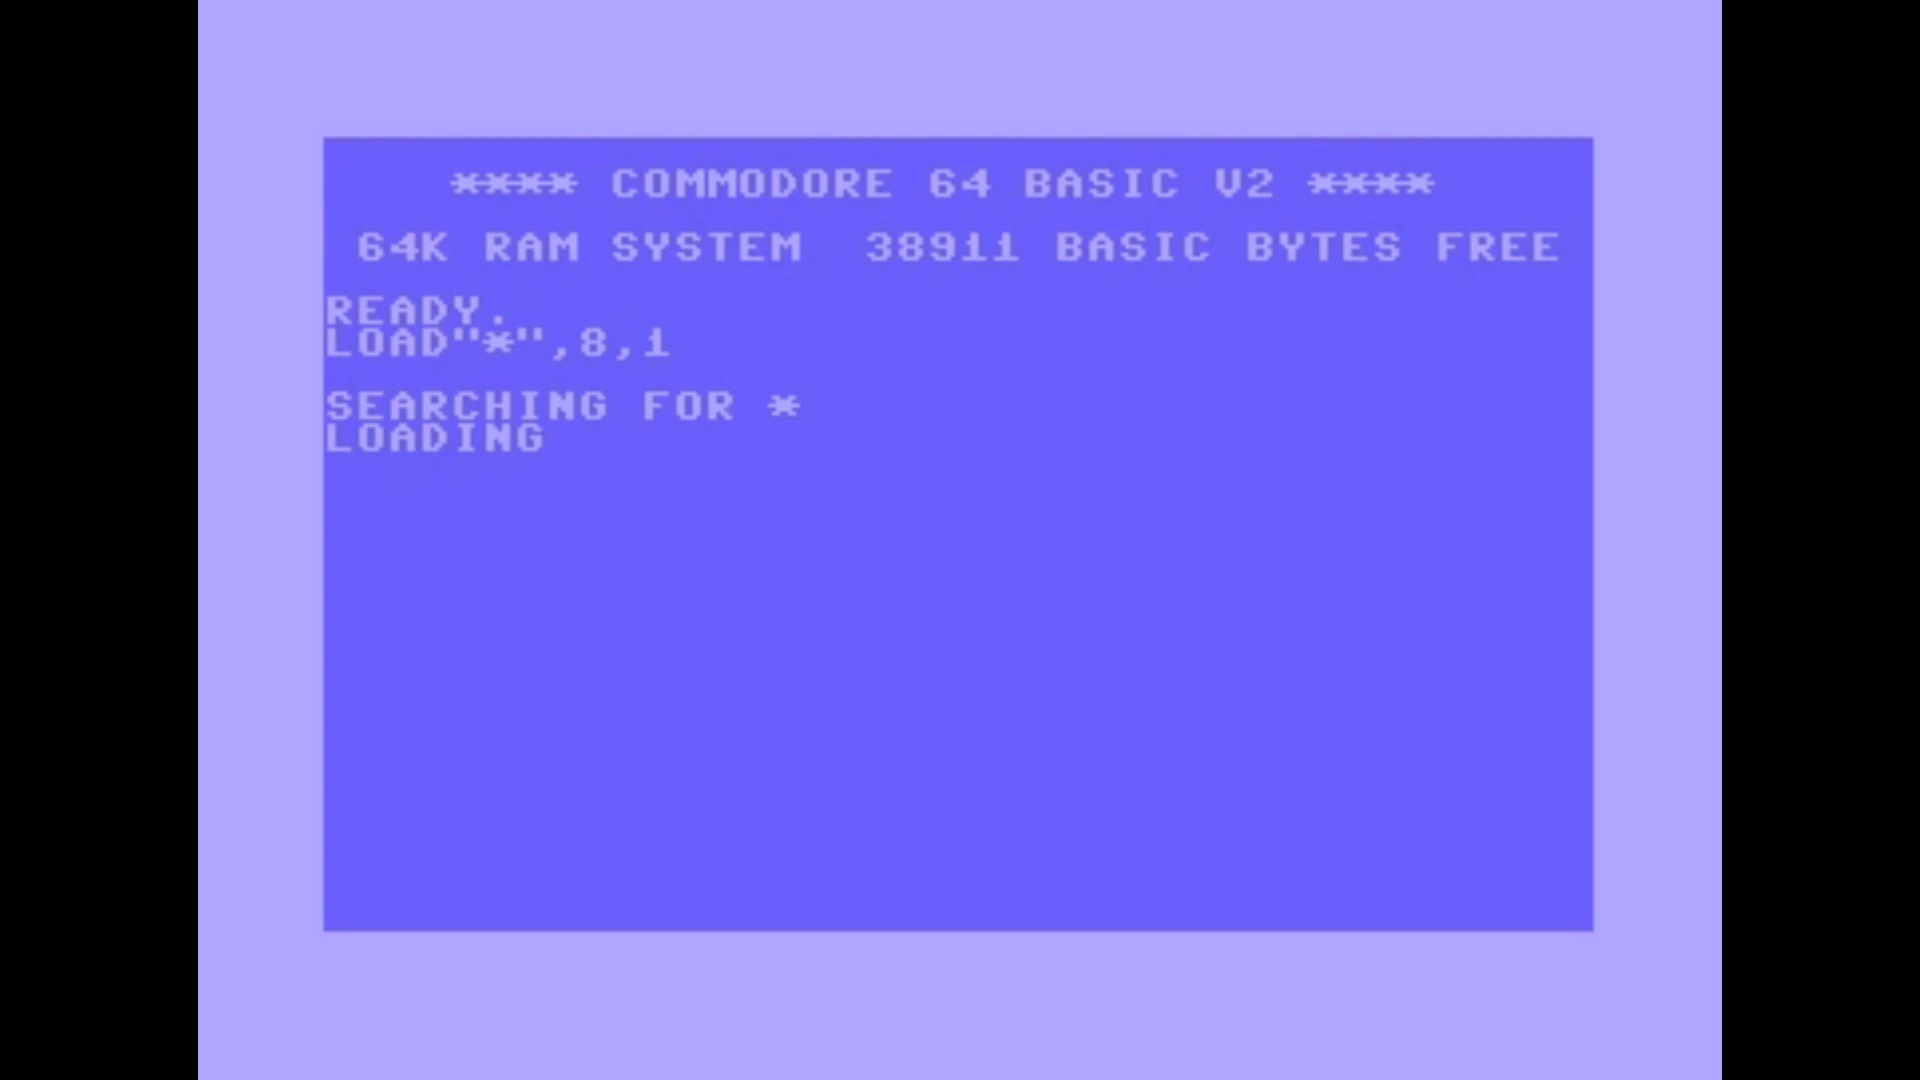 **** COMMODORE 64 BASIC V2 ****
64K RAM SYSTEM  38911 BASIC BYTES FREE
READY.
LOAD"*",8,1
SEARCHING FOR *
LOADING